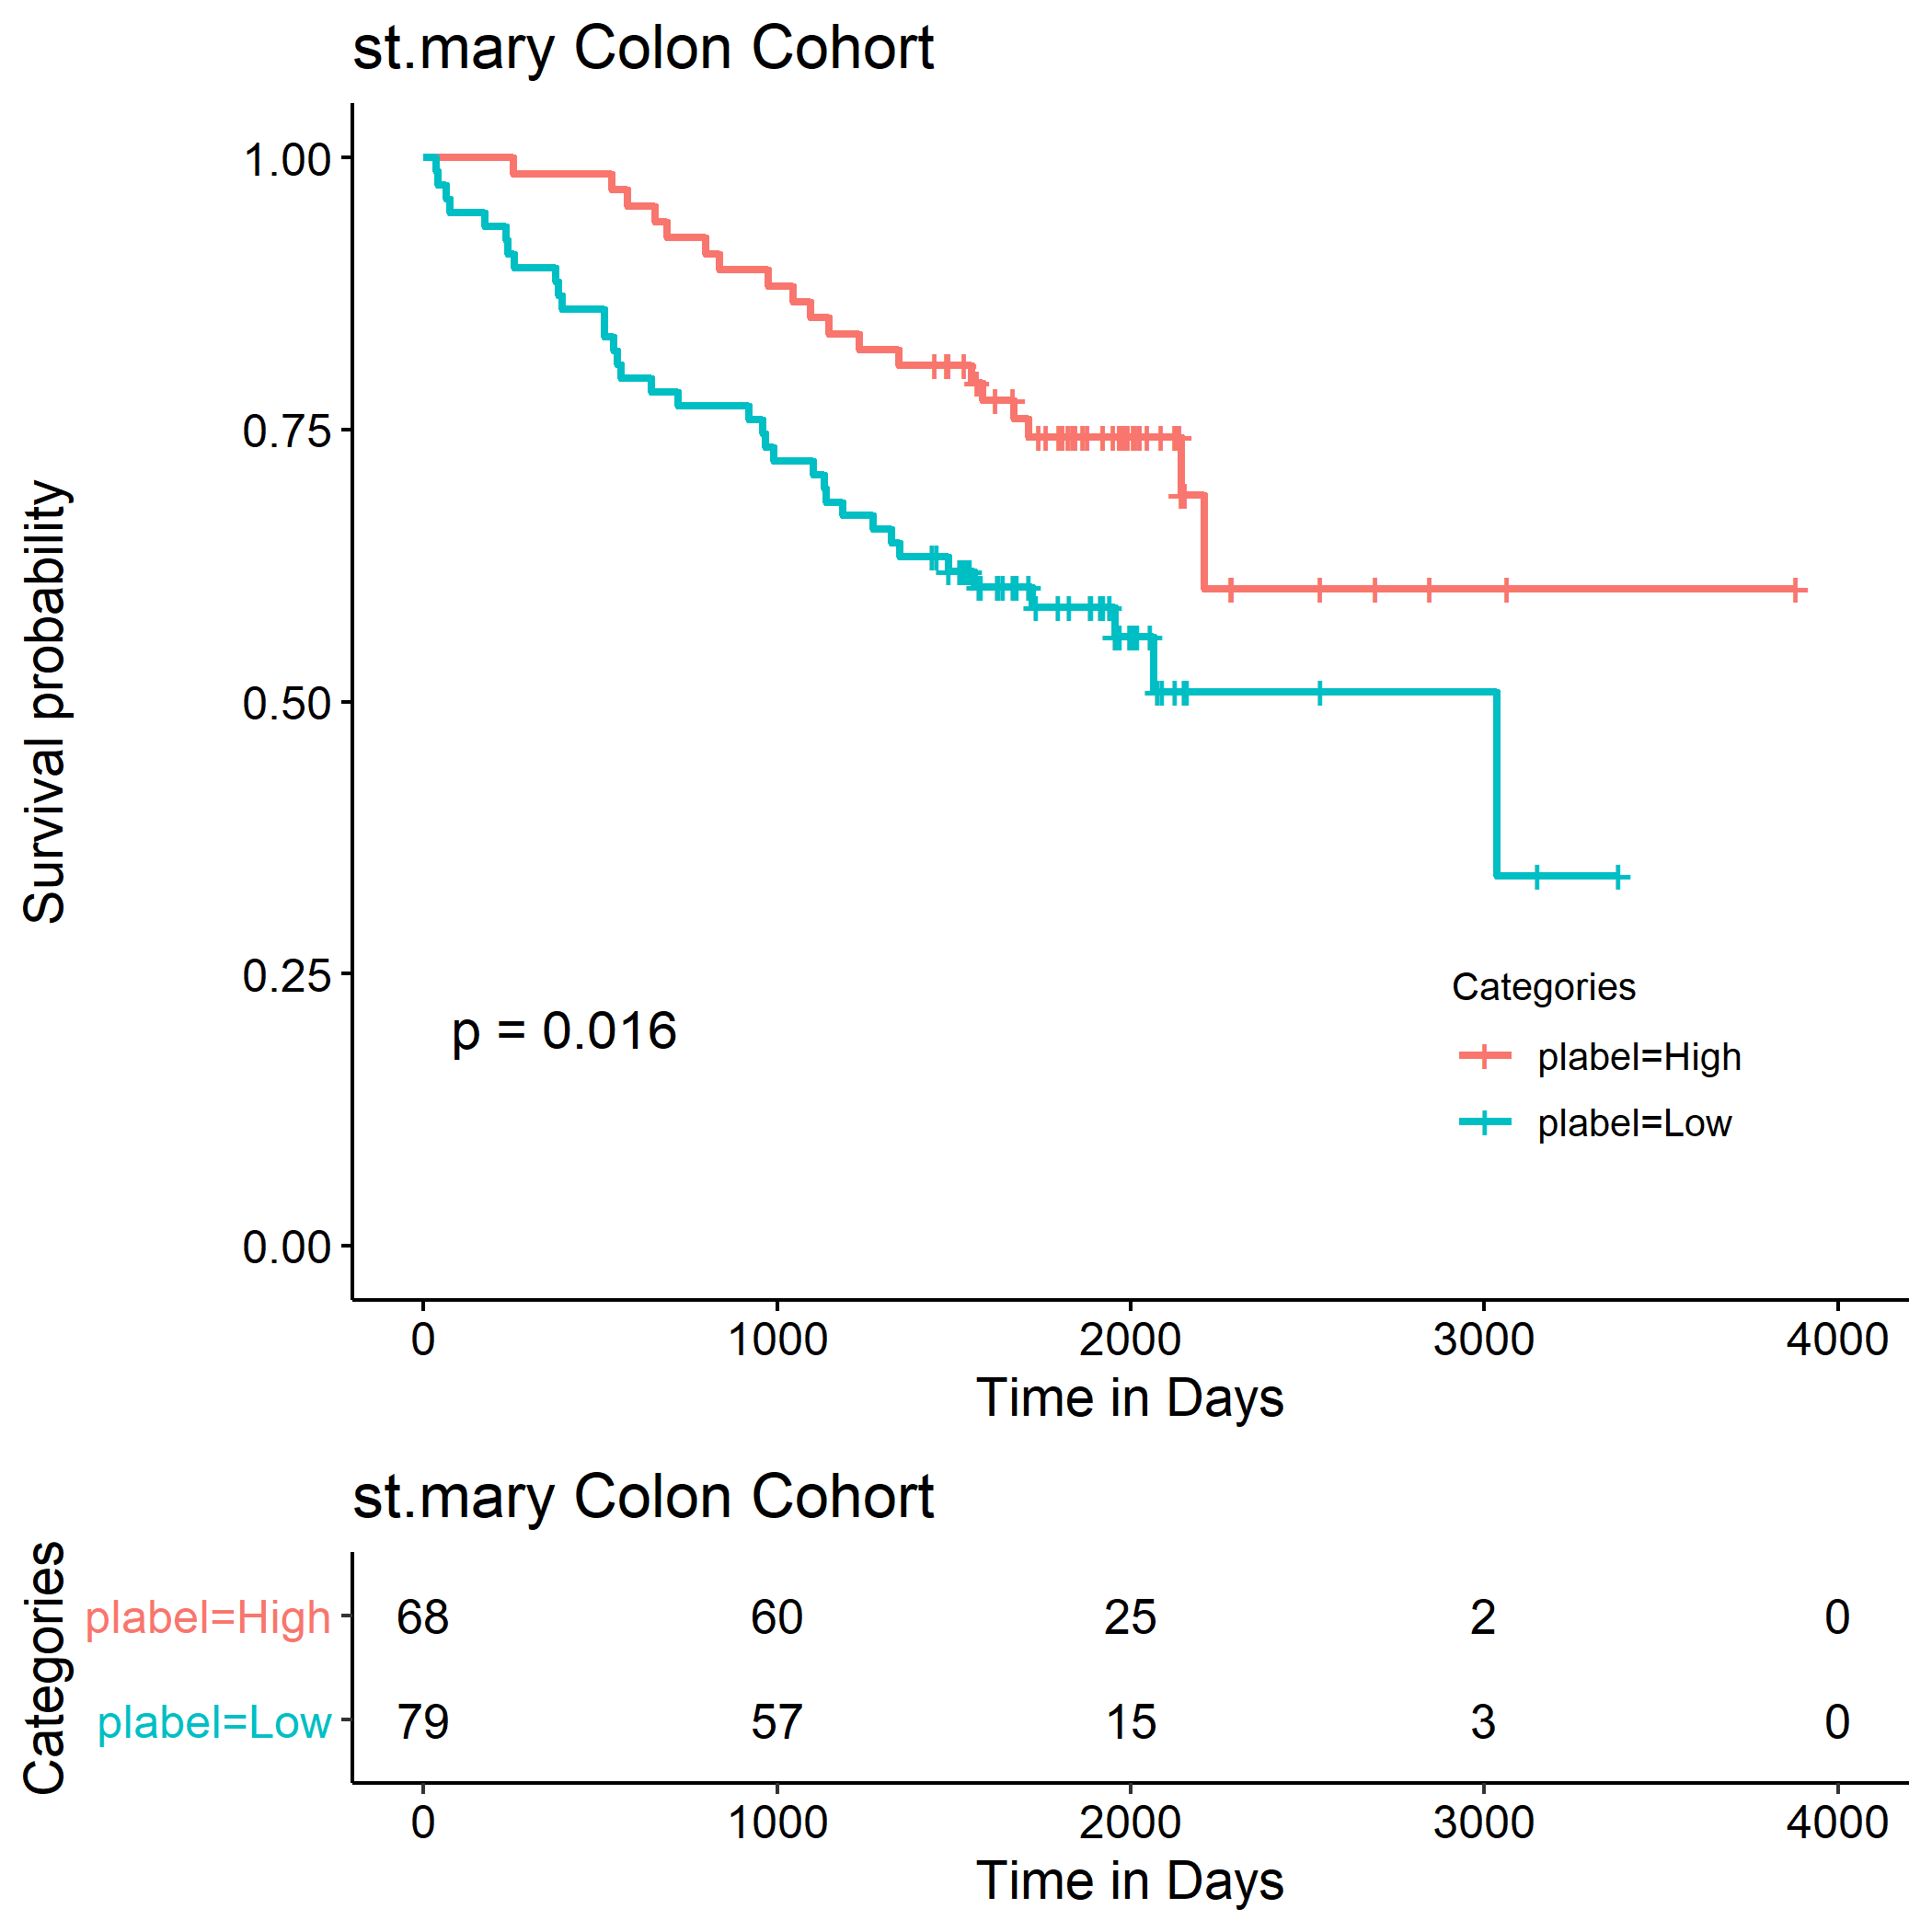 st.mary Colon Cohort
1.00
0.75
0.50
0.25
0.00
Survival probability
p = 0.016
Categories
plabel=High
plabel=Low
0 1000 2000 3000 4000
Time in Days
st.mary Colon Cohort
Categories
plabel=High 68 60 25 2 0
plabel=Low 79 57 15 3 0
0 1000 2000 3000 4000
Time in Days